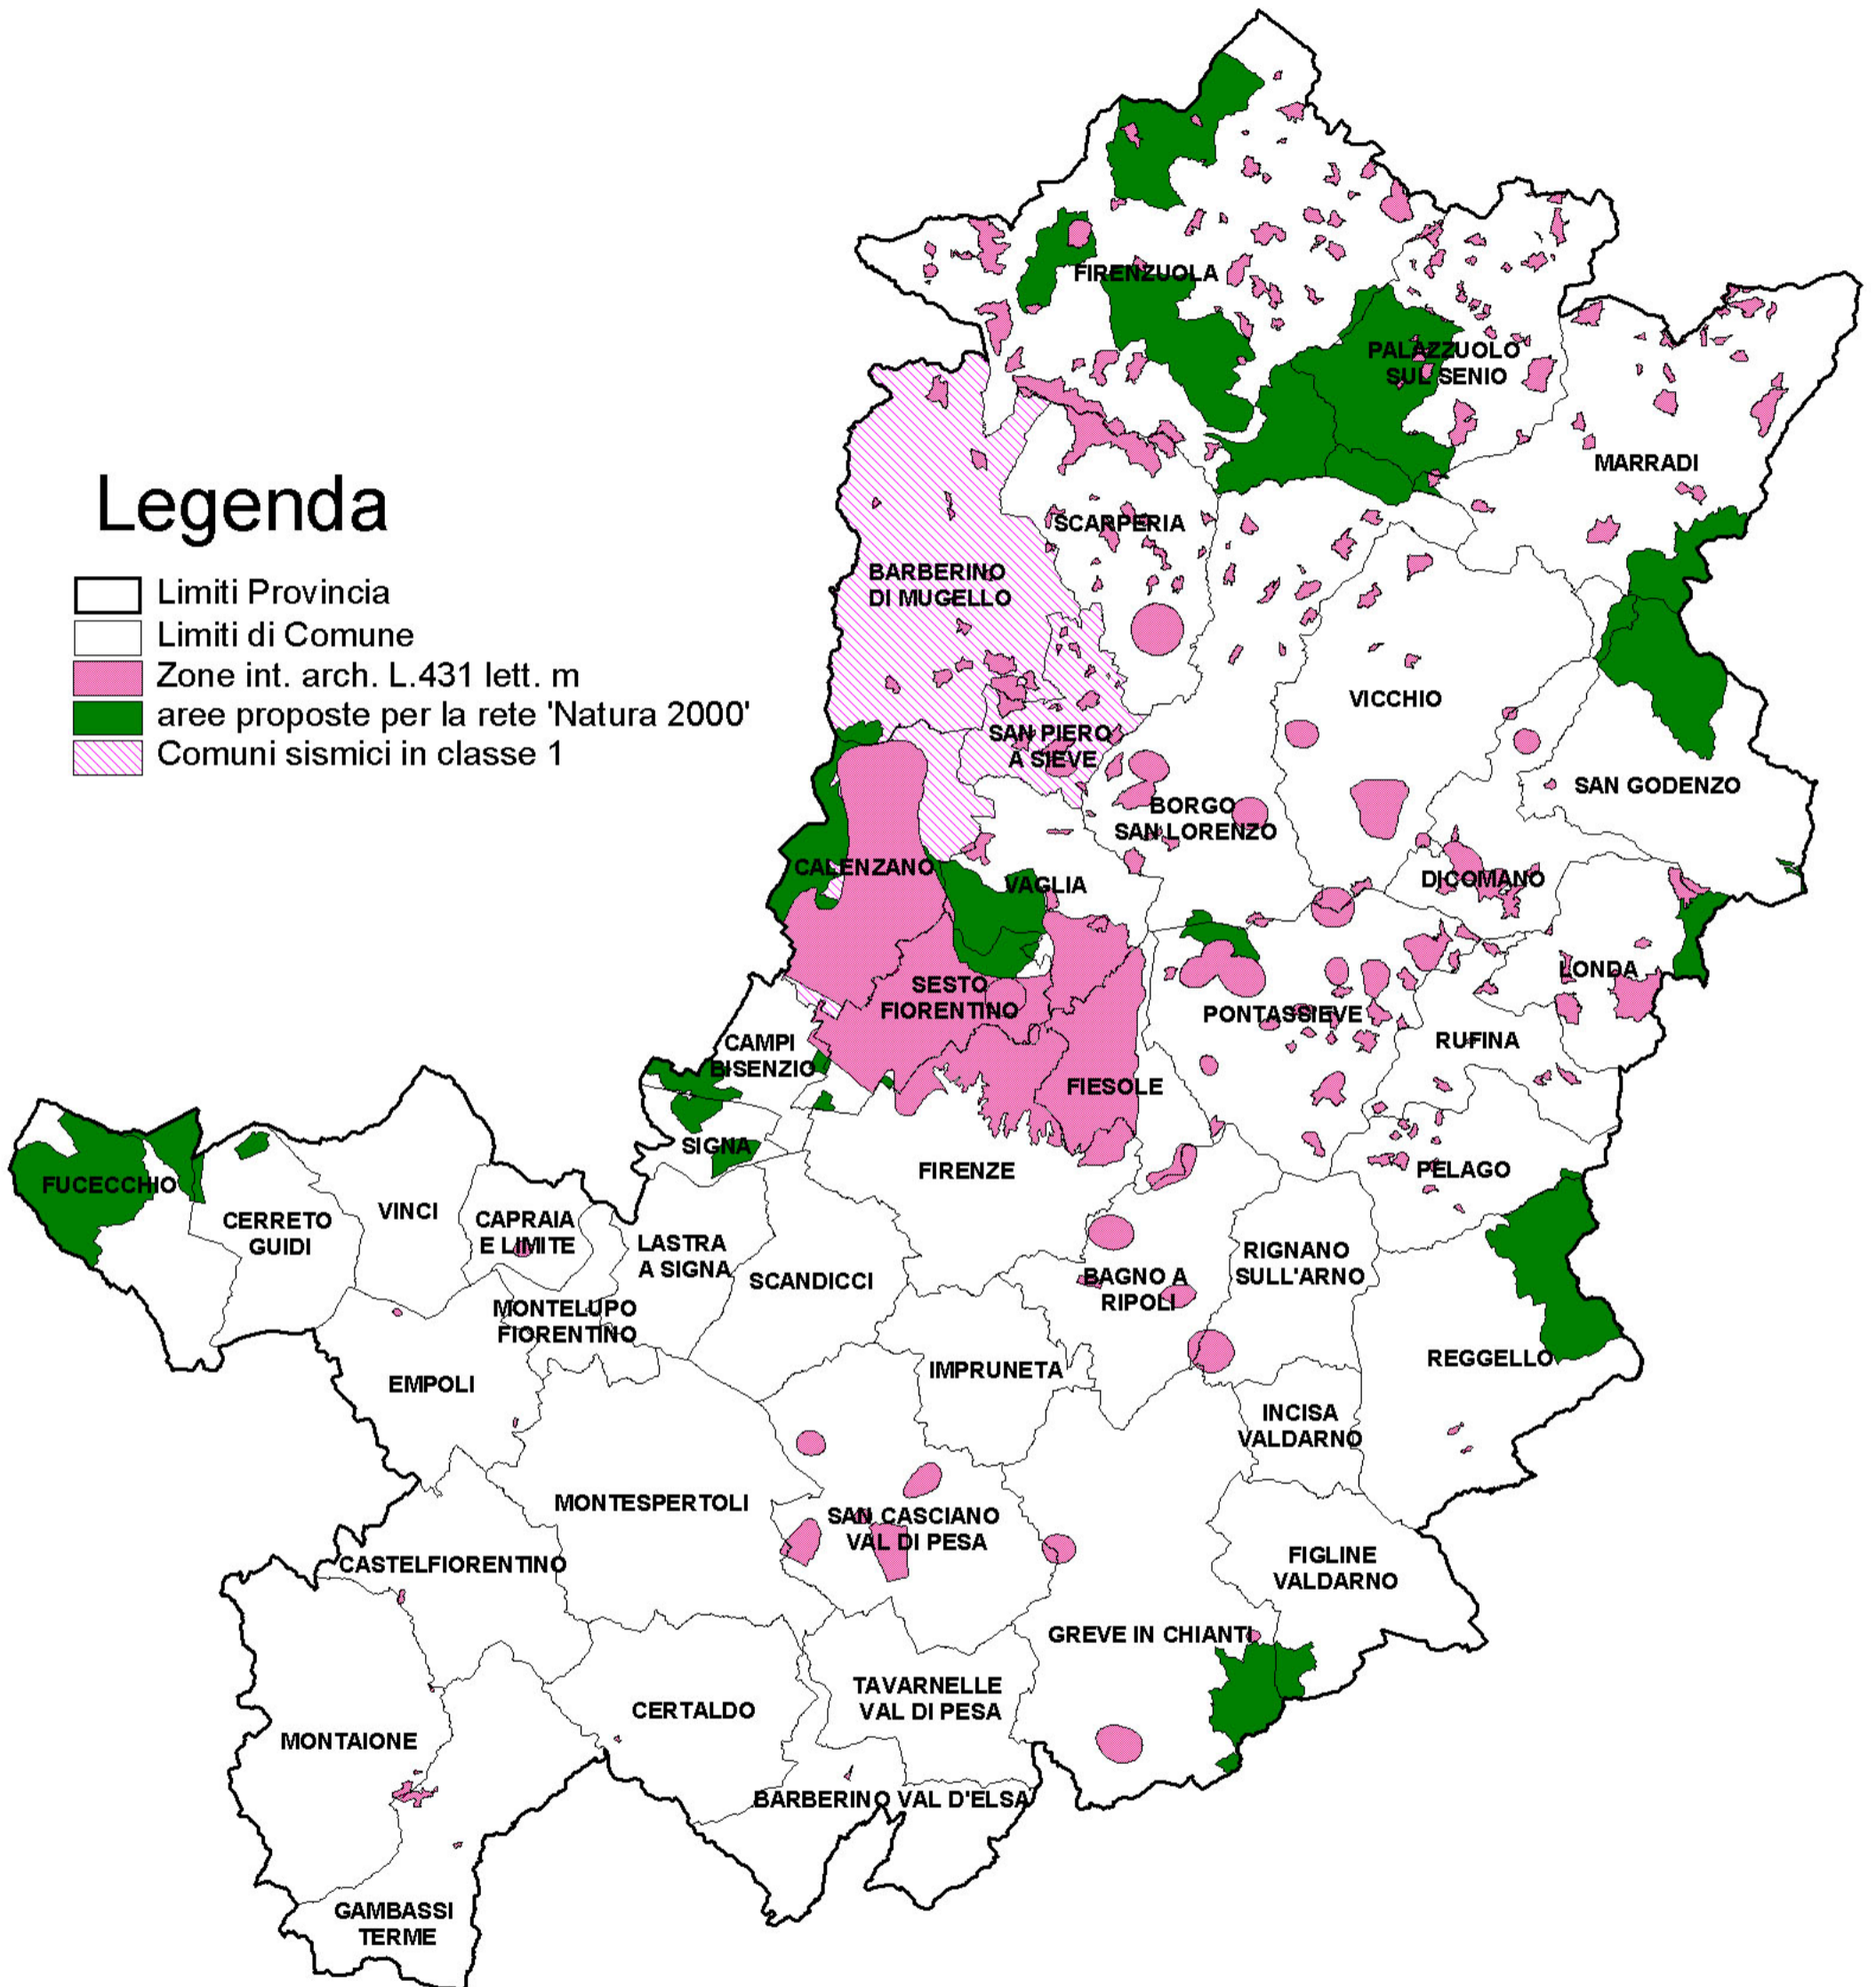 Legenda
Limiti Provincia
Limiti di Comune
Zone int. arch. L.431 lett. m
aree proposte per la rete 'Natura 2000'
Comuni sismici in classe 1
FIRENZUOLA
PALAZZUOLO
SUL SENIO
MARRADI
SCARPERIA
BARBERINO
DI MUGELLO
VICCHIO
SAN PIERO
A SIEVE
SAN GODENZO
BORGO
SAN LORENZO
CALENZANO
VAGLIA
DICOMANO
LONDA
SESTO
FIORENTINO
PONTASSIEVE
RUFINA
CAMPI
BISENZIO
FIESOLE
SIGNA
FIRENZE
PELAGO
FUCECCHIO
CERRETO
GUIDI
VINCI
CAPRAIA
E LIMITE
LASTRA
A SIGNA
SCANDICCI
BAGNO A
RIPOLI
RIGNANO
SULL'ARNO
MONTELUPO
FIORENTINO
EMPOLI
IMPRUNETA
REGGELLO
INCISA
VALDARNO
MONTESPERTOLI
SAN CASCIANO
VAL DI PESA
CASTELFIORENTINO
FIGLINE
VALDARNO
GREVE IN CHIANTI
TAVARNELLE
VAL DI PESA
CERTALDO
MONTAIONE
BARBERINO VAL D'ELSA
GAMBASSI
TERME